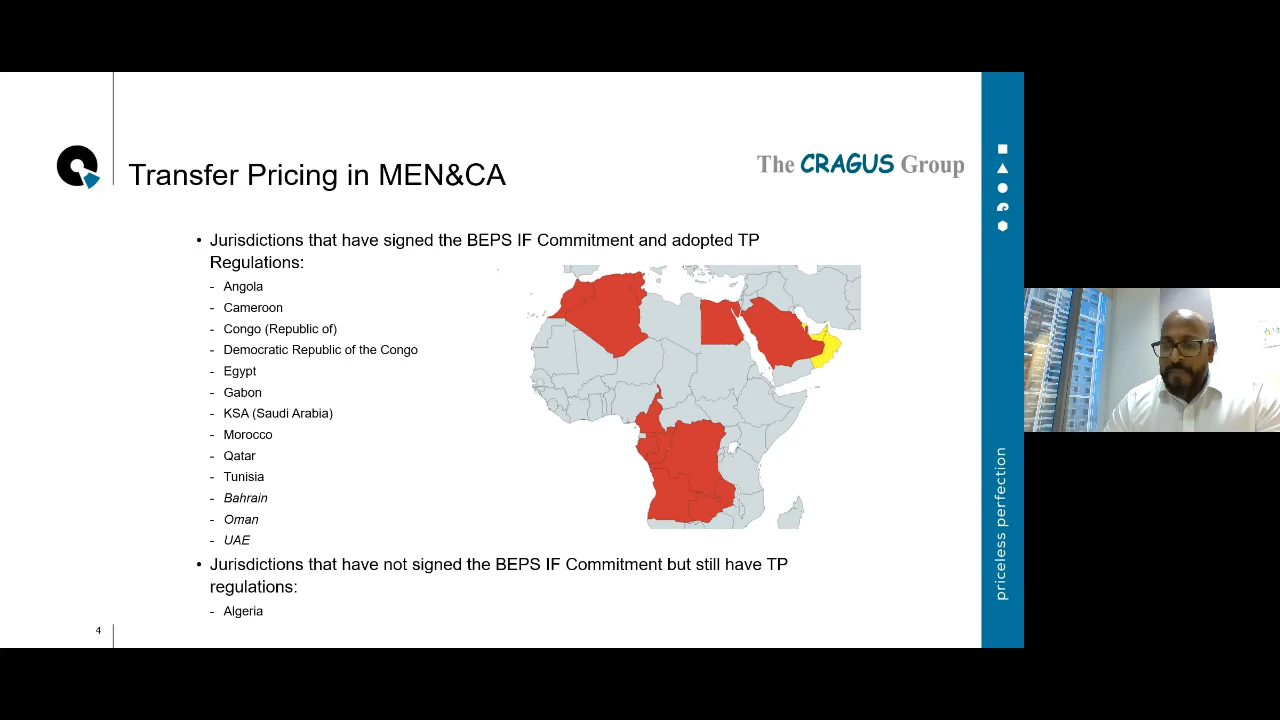 The CRAGUS Group
Transfer Pricing in MEN&CA
• Jurisdictions that have signed the BEPS IF Commitment and adopted TP
Regulations:
- Angola
- Cameroon
- Congo (Republic of)
- Democratic Republic of the Congo
- Egypt
- Gabon
- KSA (Saudi Arabia)
- Morocco
- Qatar
- Tunisia
- Bahrain
- Oman
- UAE
• Jurisdictions that have not signed the BEPS IF Commitment but still have TP
regulations:
- Algeria
4
priceless perfection